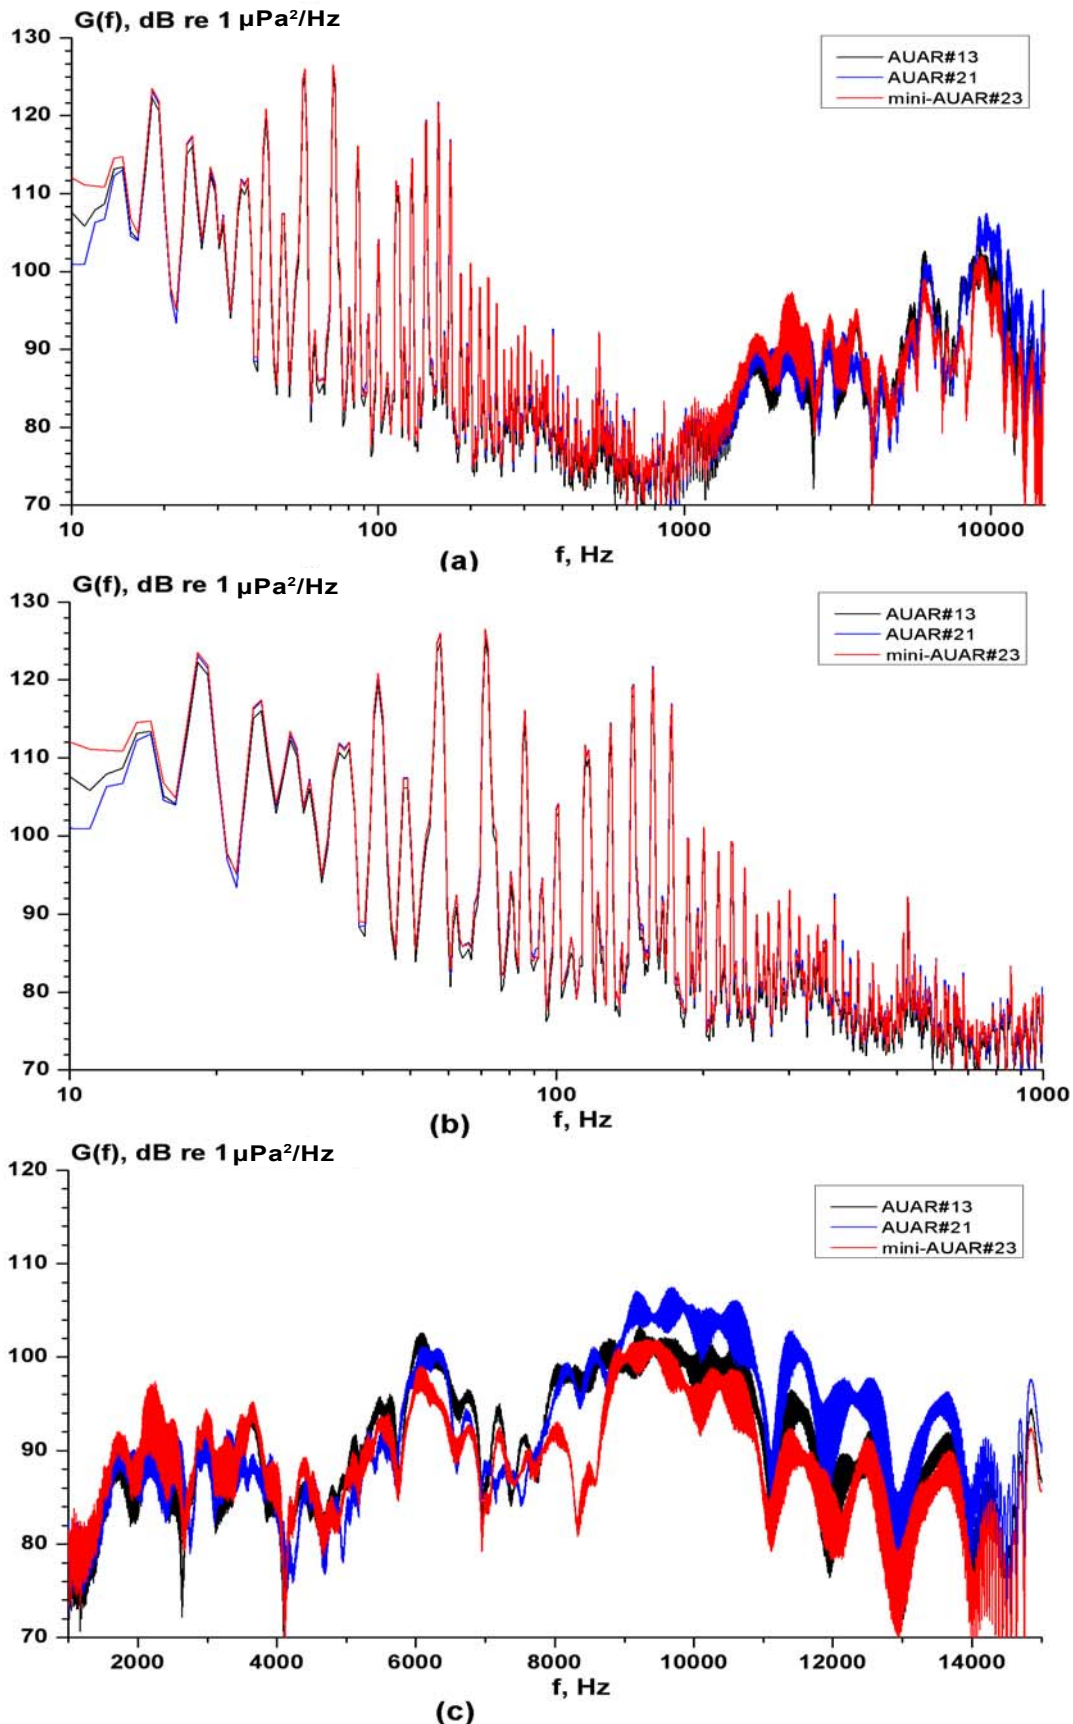 G(f), dB re 1 µPa²/Hz
130
120
110
100
90
80
70
AUAR#13
AUAR#21
mini-AUAR#23
10 100 1000 10000
f, Hz
(a)
G(f), dB re 1 µPa²/Hz
130
120
110
100
90
80
70
AUAR#13
AUAR#21
mini-AUAR#23
10 100 1000
f, Hz
(b)
G(f), dB re 1 µPa²/Hz
120
110
100
90
80
70
AUAR#13
AUAR#21
mini-AUAR#23
2000 4000 6000 8000 10000 12000 14000
f, Hz
(c)